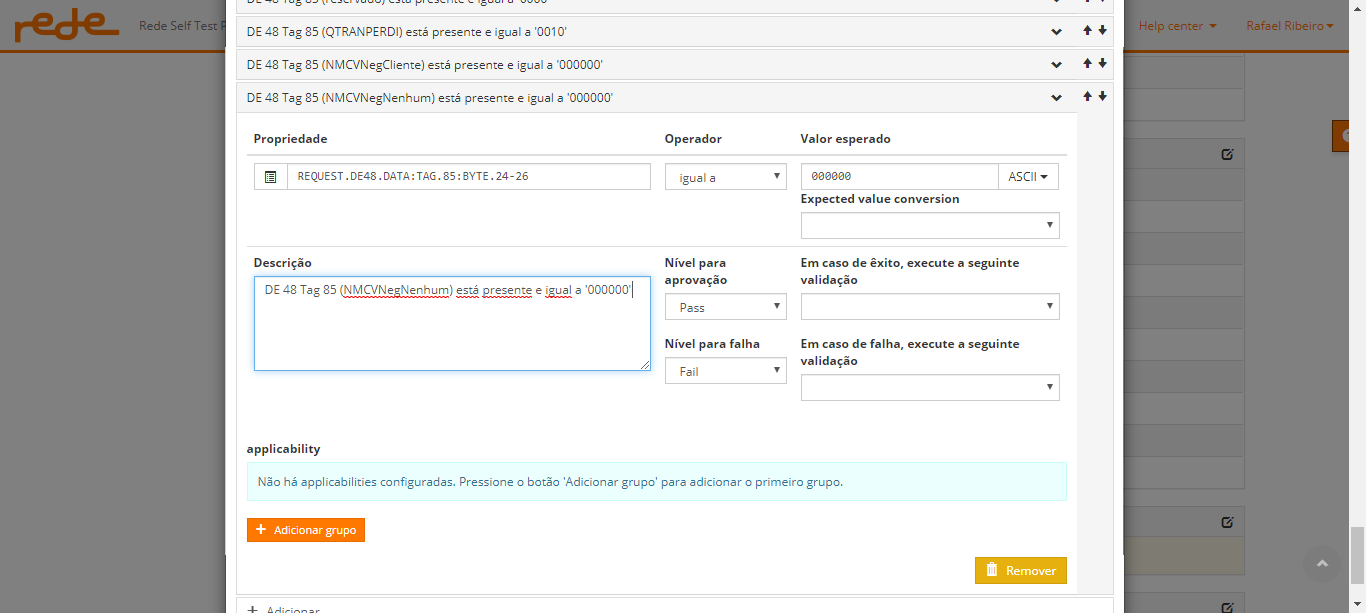 rede
Rede Self Test
Help center
Rafael Ribeiro
DE 48 Tag 85 (reservado) está presente e igual a '0000'
DE 48 Tag 85 (QTRANPERDI) está presente e igual a '0010'
DE 48 Tag 85 (NMCVNegCliente) está presente e igual a '000000'
DE 48 Tag 85 (NMCVNegNenhum) está presente e igual a '000000'
Propriedade
Operador
Valor esperado
REQUEST.DE48.DATA:TAG.85:BYTE.24-26
igual a
000000
ASCII
Expected value conversion
Descrição
DE 48 Tag 85 (NMCVNegNenhum) está presente e igual a '000000'
Nível para
aprovação
Pass
Em caso de êxito, execute a seguinte
validação
Nível para falha
Fail
Em caso de falha, execute a seguinte
validação
applicability
Não há applicabilities configuradas. Pressione o botão 'Adicionar grupo' para adicionar o primeiro grupo.
+ Adicionar grupo
Remover
+ Adicionar